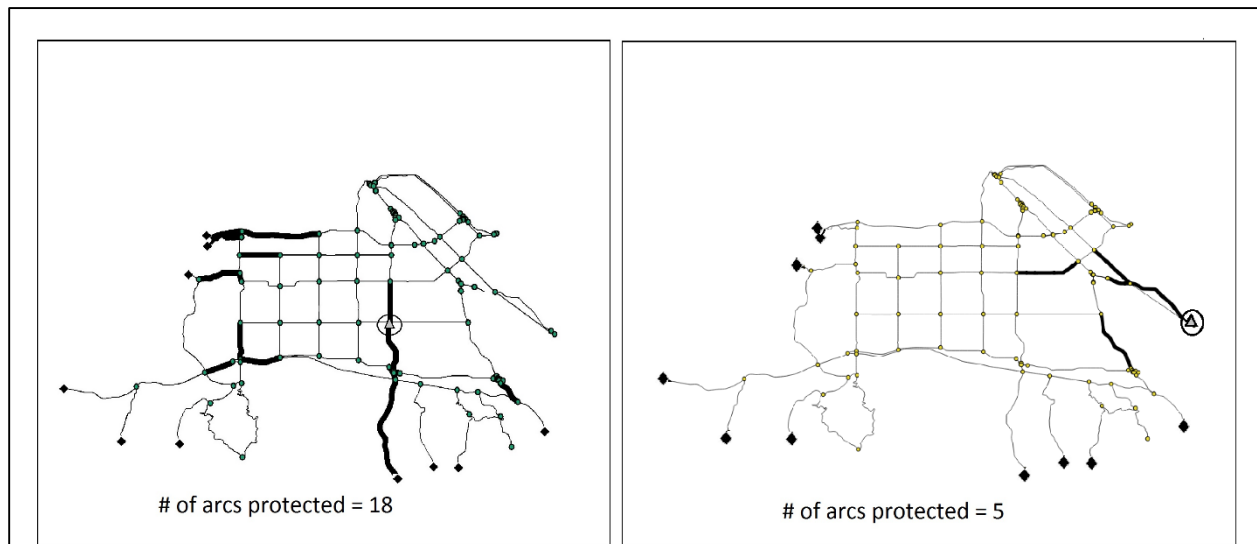 # of arcs protected = 18
# of arcs protected = 5